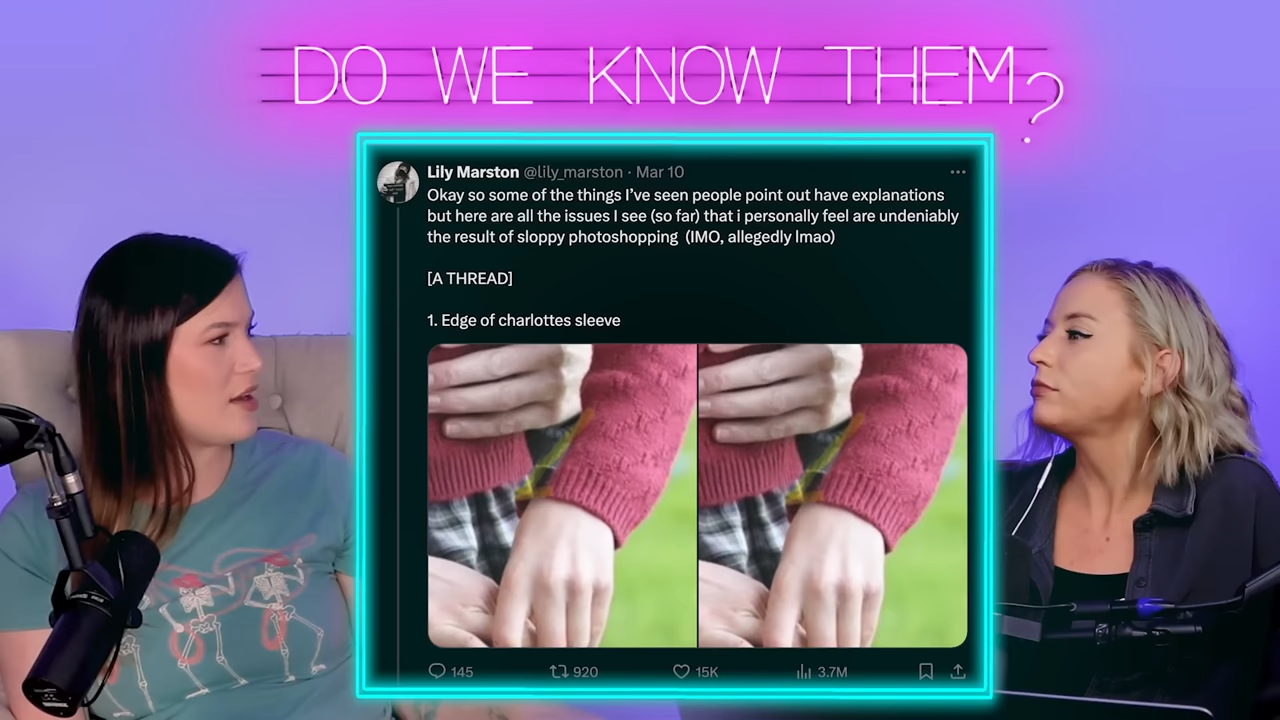 DO WE KNOW THEM?
Lily Marston @lily_marston · Mar 10
Okay so some of the things I've seen people point out have explanations
but here are all the issues I see (so far) that i personally feel are undeniably
the result of sloppy photoshopping (IMO, allegedly lmao)
[A THREAD]
1. Edge of charlottes sleeve
145 920 15K 3.7M